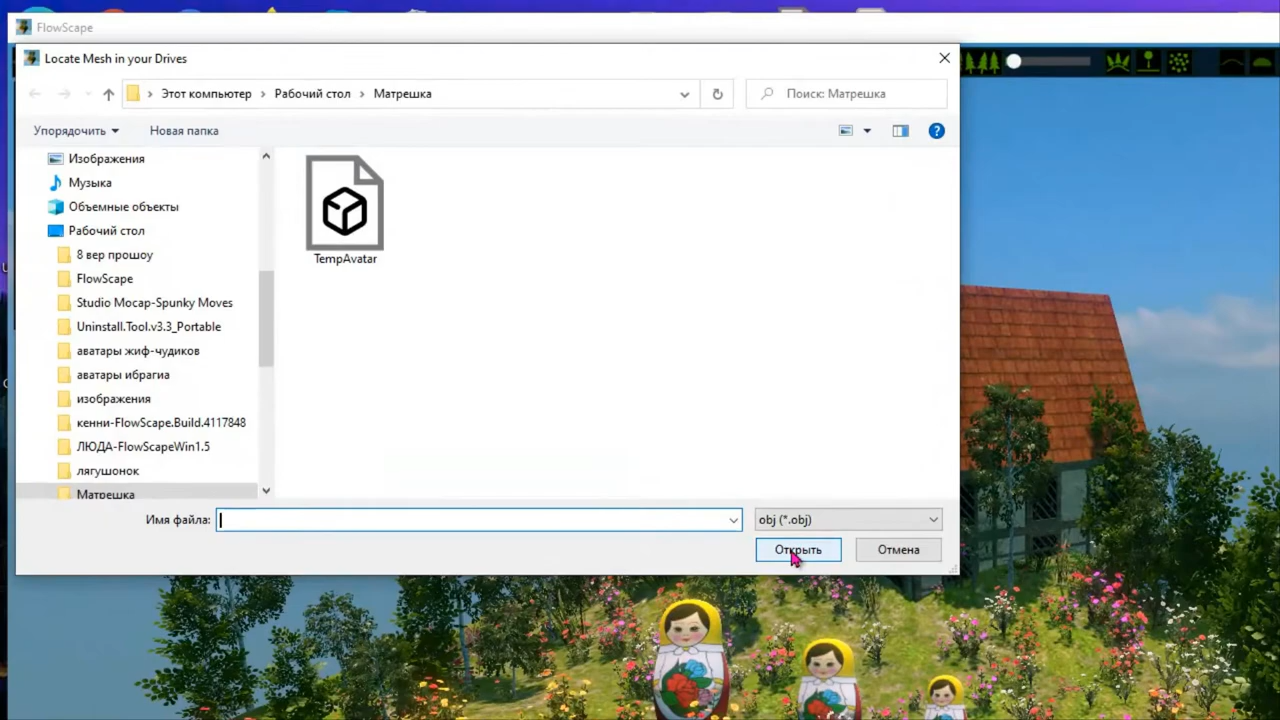 FlowScape
Locate Mesh in your Drives
Этот компьютер
Рабочий стол
Матрешка
Поиск: Матрешка
Упорядочить
Новая папка
Изображения
Музыка
Объемные объекты
Рабочий стол
8 вер прошоу
FlowScape
Studio Mocap-Spunky Moves
Uninstall.Tool.v3.3_Portable
аватары жиф-чудиков
аватары ибрагиа
изображения
кенни-FlowScape.Build.4117848
ЛЮДА-FlowScapeWin1.5
лягушонок
Матрешка
TempAvatar
Имя файла:
obj (*.obj)
Открыть
Отмена